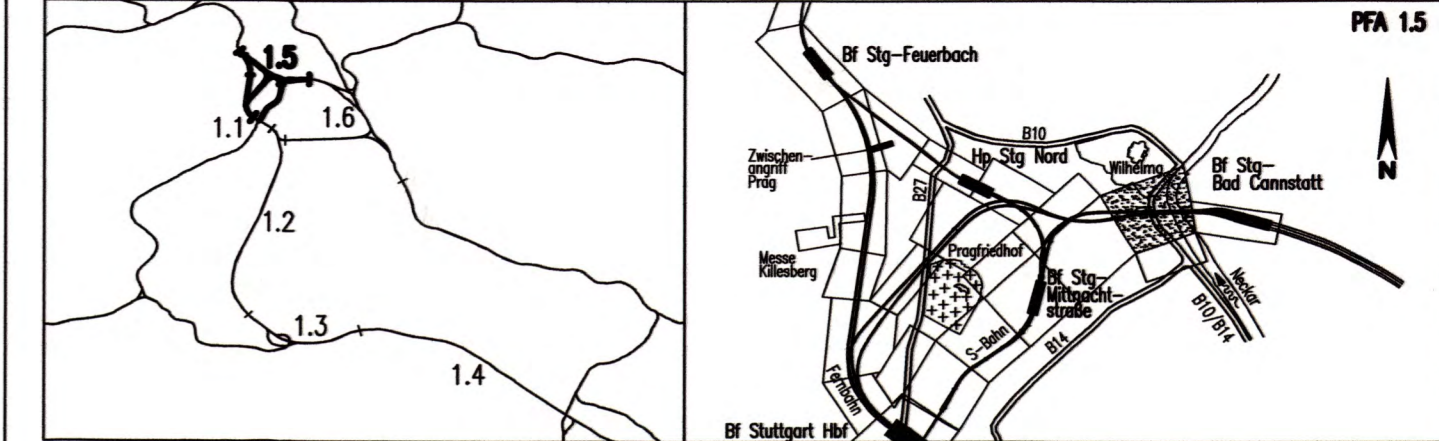 1.5
1.1
1.6
1.2
1.3
1.4
PFA 1.5
Bf Stg-Feuerbach
B10
N
Zwischen-
angriff
Prag
B27
Hp Stg Nord
Wilhelma
Bf Stg-
Bad Cannstatt
Messe
Killesberg
Pragfriedhof
Bf Stg-
Mittnacht-
straße
Neckar
B10/B14
S-Bahn
B14
Fernbahn
Bf Stuttgart Hbf